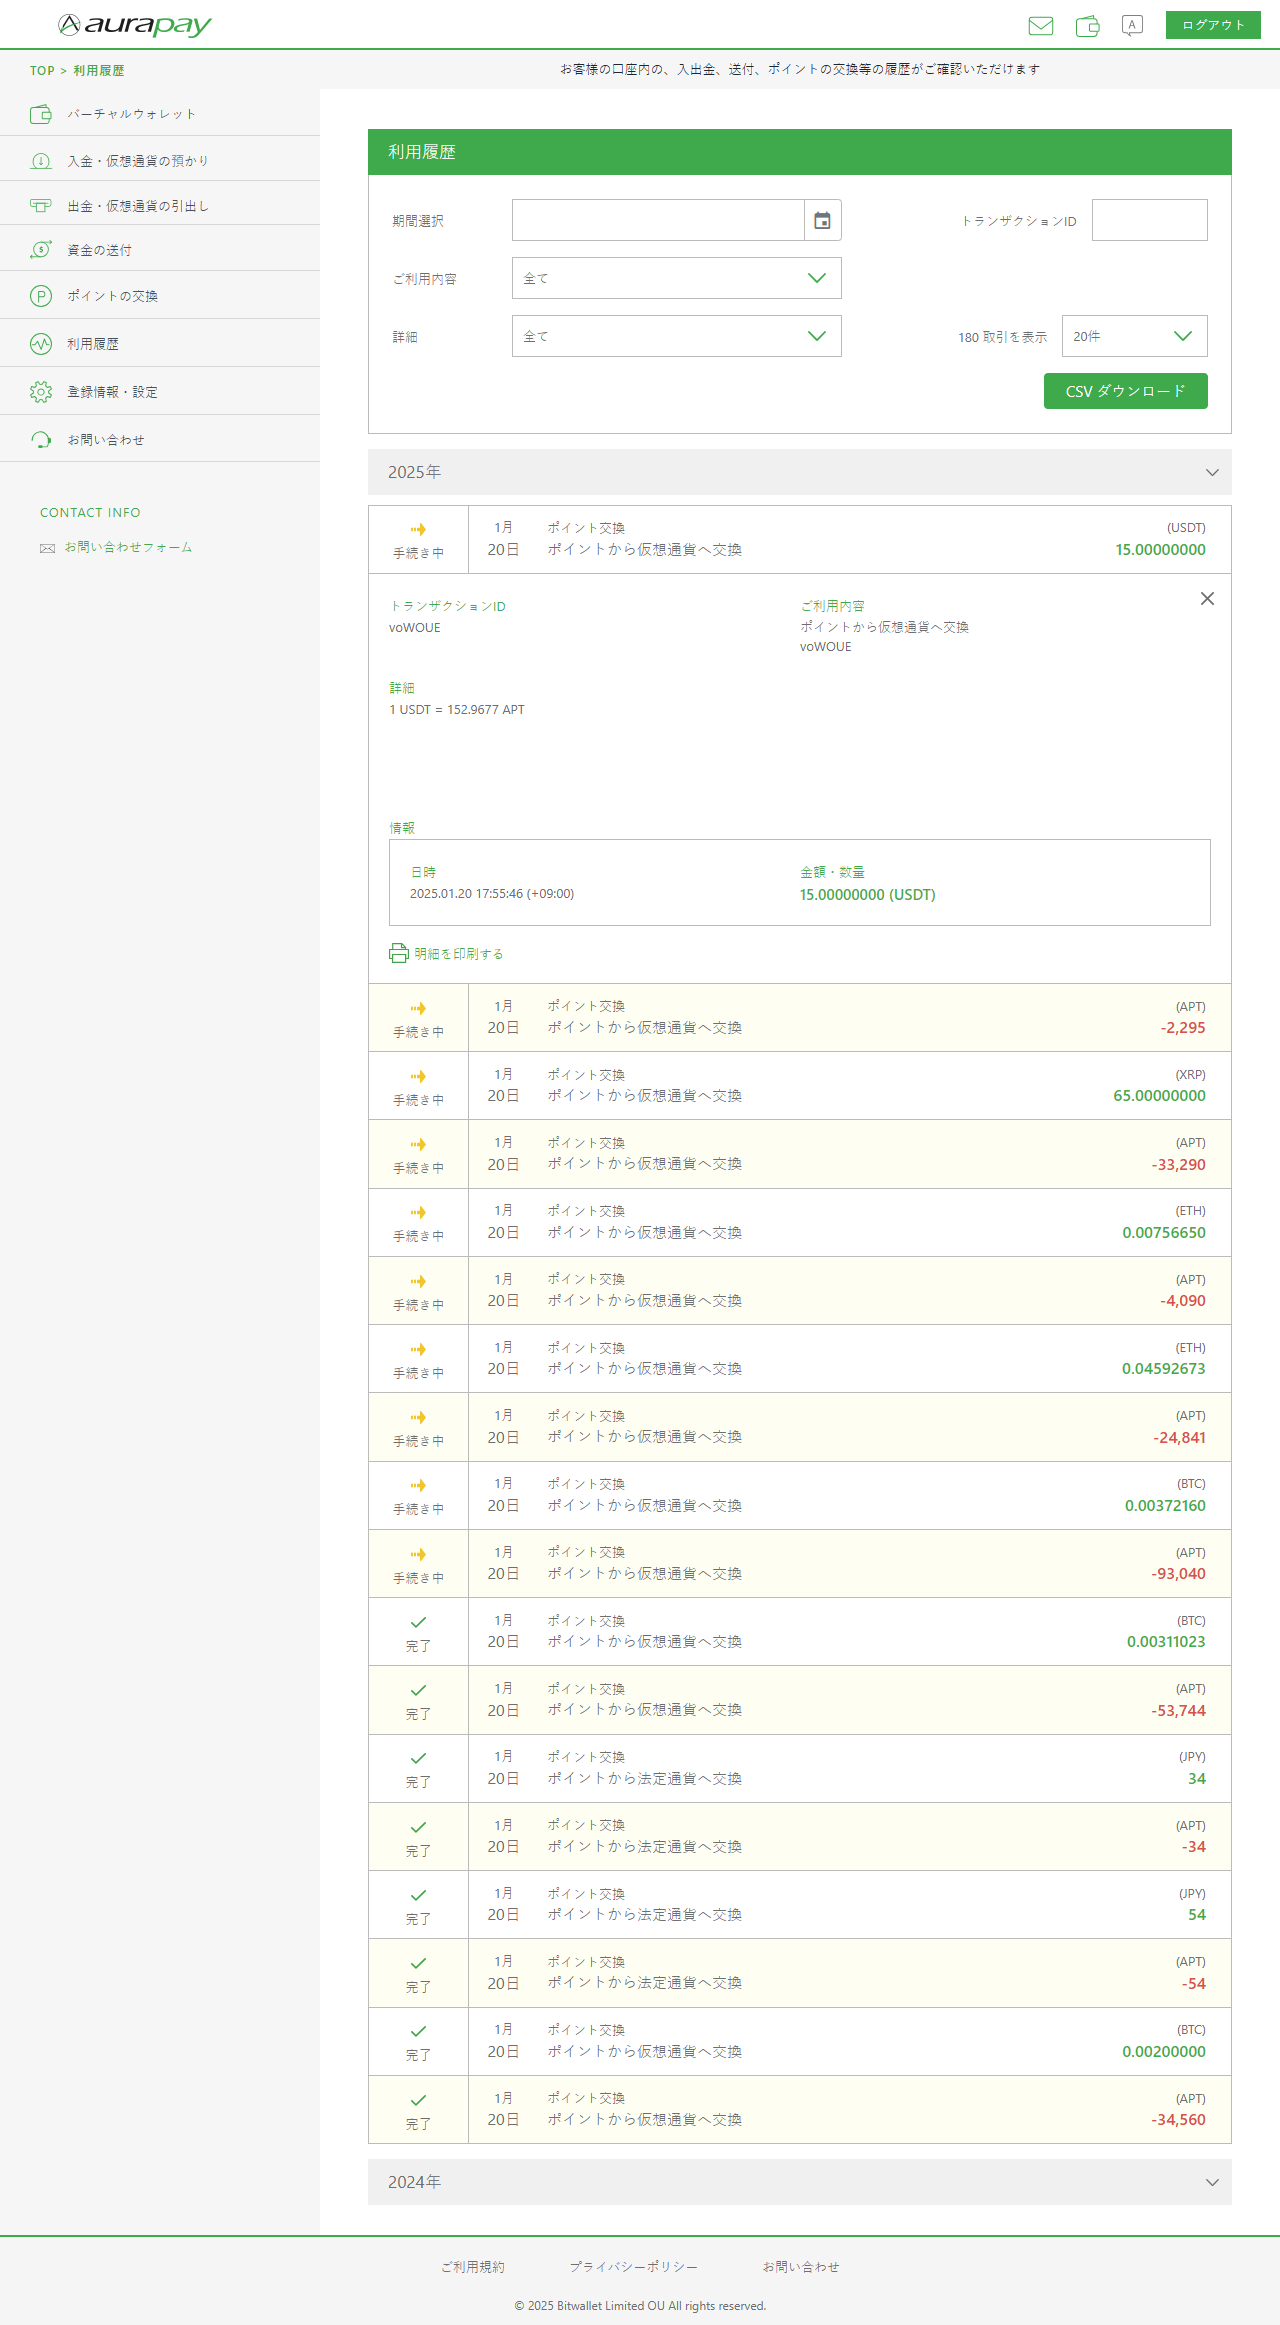 aurapay
ログアウト
TOP > 利用履歴
お客様の口座内の、入出金、送付、ポイントの交換等の履歴がご確認いただけます
バーチャルウォレット
入金・仮想通貨の預かり
出金・仮想通貨の引出し
資金の送付
ポイントの交換
利用履歴
登録情報・設定
お問い合わせ
CONTACT INFO
お問い合わせフォーム
利用履歴
期間選択
トランザクションID
ご利用内容 全て
詳細 全て
180 取引を表示 20件
CSV ダウンロード
2025年
手続き中 1月 20日 ポイント交換 ポイントから仮想通貨へ交換 (USDT) 15.00000000
トランザクションID
voWOUE
ご利用内容
ポイントから仮想通貨へ交換
voWOUE
詳細
1 USDT = 152.9677 APT
情報
日時
2025.01.20 17:55:46 (+09:00)
金額・数量
15.00000000 (USDT)
明細を印刷する
手続き中 1月 20日 ポイント交換 ポイントから仮想通貨へ交換 (APT) -2,295
手続き中 1月 20日 ポイント交換 ポイントから仮想通貨へ交換 (XRP) 65.00000000
手続き中 1月 20日 ポイント交換 ポイントから仮想通貨へ交換 (APT) -33,290
手続き中 1月 20日 ポイント交換 ポイントから仮想通貨へ交換 (ETH) 0.00756650
手続き中 1月 20日 ポイント交換 ポイントから仮想通貨へ交換 (APT) -4,090
手続き中 1月 20日 ポイント交換 ポイントから仮想通貨へ交換 (ETH) 0.04592673
手続き中 1月 20日 ポイント交換 ポイントから仮想通貨へ交換 (APT) -24,841
手続き中 1月 20日 ポイント交換 ポイントから仮想通貨へ交換 (BTC) 0.00372160
手続き中 1月 20日 ポイント交換 ポイントから仮想通貨へ交換 (APT) -93,040
完了 1月 20日 ポイント交換 ポイントから仮想通貨へ交換 (BTC) 0.00311023
完了 1月 20日 ポイント交換 ポイントから仮想通貨へ交換 (APT) -53,744
完了 1月 20日 ポイント交換 ポイントから法定通貨へ交換 (JPY) 34
完了 1月 20日 ポイント交換 ポイントから法定通貨へ交換 (APT) -34
完了 1月 20日 ポイント交換 ポイントから法定通貨へ交換 (JPY) 54
完了 1月 20日 ポイント交換 ポイントから法定通貨へ交換 (APT) -54
完了 1月 20日 ポイント交換 ポイントから仮想通貨へ交換 (BTC) 0.00200000
完了 1月 20日 ポイント交換 ポイントから仮想通貨へ交換 (APT) -34,560
2024年
ご利用規約 プライバシーポリシー お問い合わせ
© 2025 Bitwallet Limited OU All rights reserved.